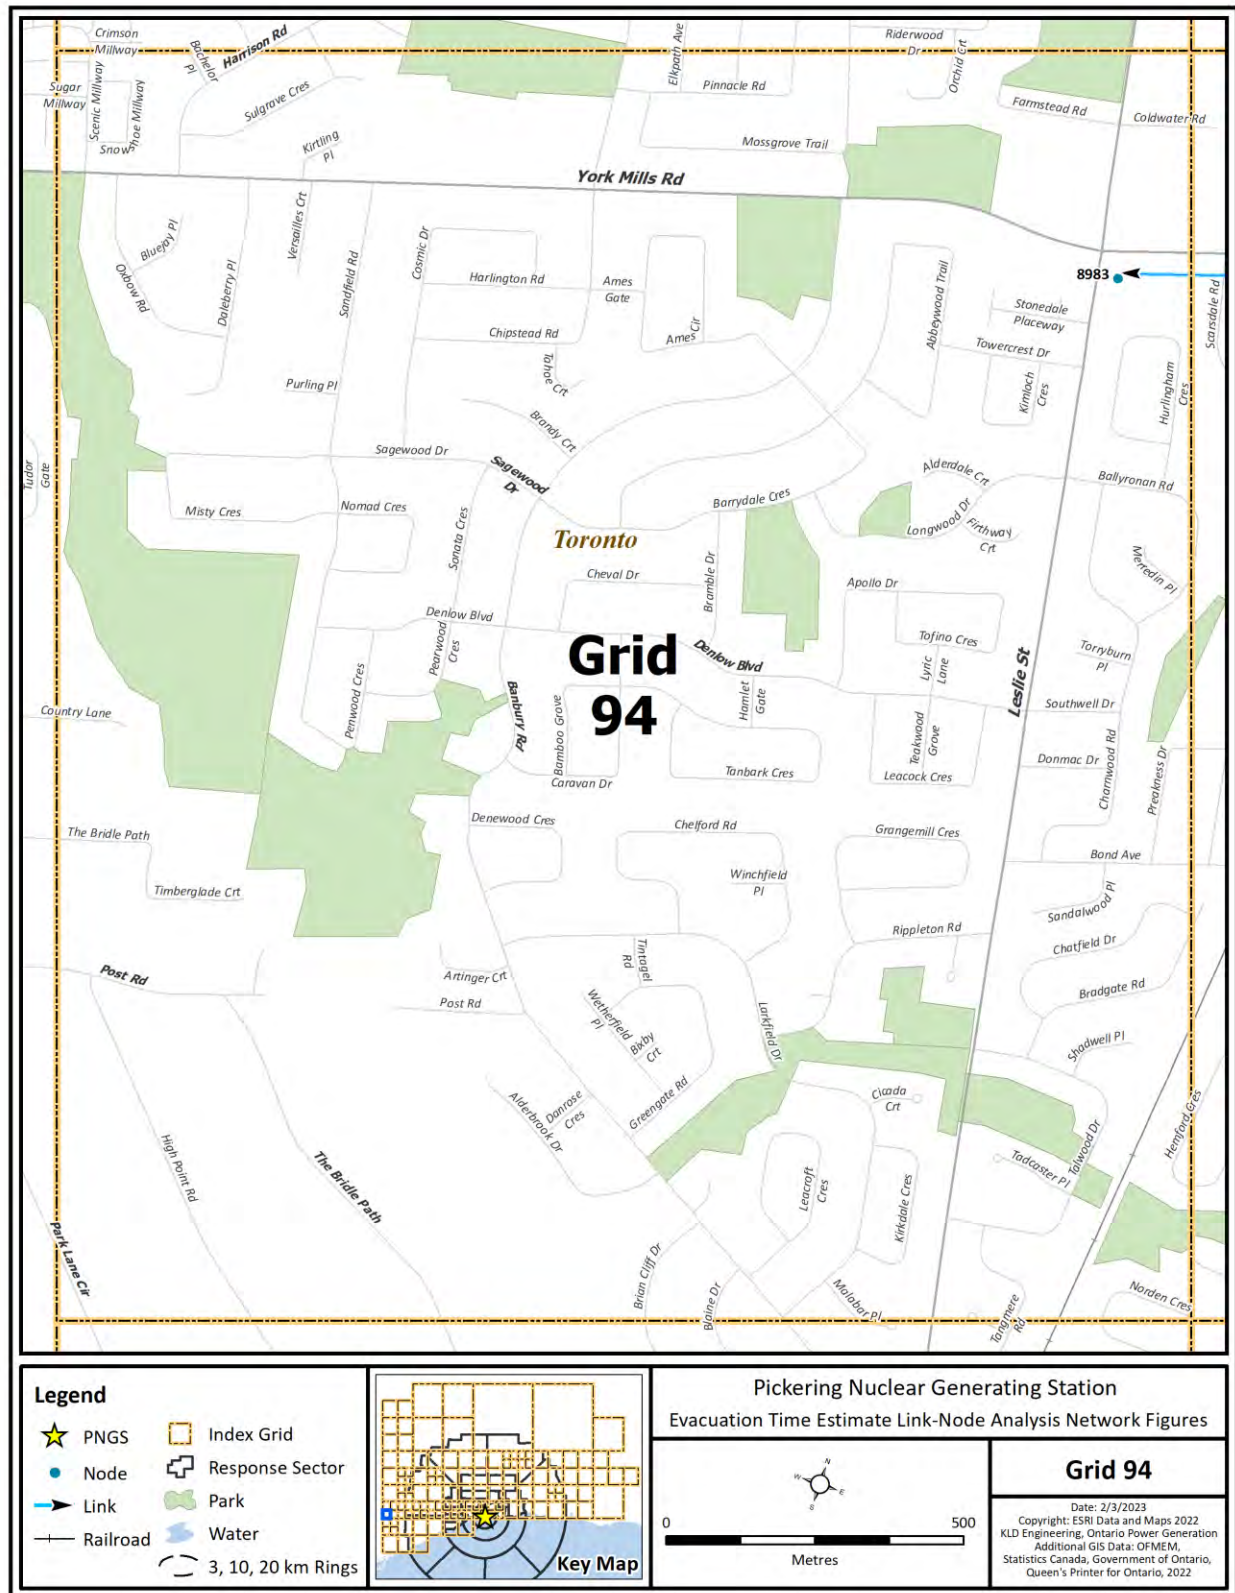 Crimson
Millway
Bachelor
Pl
Harrison Rd
Elkpath Ave
Riderwood
Dr
Orchid Crt
Sugar
Millway
Scenic Millway
Snowshoe Millway
Sulgrave Cres
Kirtling
Pl
Pinnacle Rd
Farmstead Rd
Coldwater Rd
Mossgrove Trail
York Mills Rd
Bluejay Pl
Oxbow Rd
Daleberry Pl
Versailles Crt
Sandfield Rd
Cosmic Dr
Harlington Rd
Ames
Gate
Ames Cir
Chipstead Rd
Tahoe Crt
Purling Pl
Brandy Crt
Abbeywood Trail
8983
Stonedale
Placeway
Towercrest Dr
Kimloch
Cres
Scarsdale Rd
Hurlingham
Cres
Tudor
Gate
Sagewood Dr
Sagewood
Dr
Misty Cres
Nomad Cres
Sonata Cres
Barrydale Cres
Alderdale Crt
Longwood Dr
Firthway
Crt
Ballyronan Rd
Toronto
Cheval Dr
Bramble Dr
Apollo Dr
Merredin Pl
Denlow Blvd
Pearwood
Cres
Penwood Cres
Grid
94
Denlow Blvd
Hamlet
Gate
Tofino Cres
Lyric
Lane
Torryburn
Pl
Leslie St
Southwell Dr
Country Lane
Banbury Rd
Bamboo Grove
Caravan Dr
Tanbark Cres
Teakwood
Grove
Leacock Cres
Donmac Dr
Charnwood Rd
Preakness Dr
The Bridle Path
Timberglade Crt
Denewood Cres
Chelford Rd
Winchfield
Pl
Grangemill Cres
Bond Ave
Sandalwood Pl
Chatfield Dr
Rippleton Rd
Bradgate Rd
Shadwell Pl
Post Rd
Artinger Crt
Post Rd
Tintagel
Rd
Wetherfield
Pl
Bixby
Crt
Larkfield Dr
Greengate Rd
Danrose
Cres
Alderbrook Dr
Cicada
Crt
Talwood Dr
Tadcaster Pl
Hemford Cres
High Point Rd
The Bridle Path
Park Lane Cir
Leacroft
Cres
Kirkdale Cres
Brian Cliff Dr
Blaine Dr
Malabar Pl
Tangmere
Rd
Norden Cres
Legend
PNGS
Node
Link
Railroad
Index Grid
Response Sector
Park
Water
3, 10, 20 km Rings
Key Map
Pickering Nuclear Generating Station
Evacuation Time Estimate Link-Node Analysis Network Figures
N
W
E
S
0
500
Metres
Grid 94
Date: 2/3/2023
Copyright: ESRI Data and Maps 2022
KLD Engineering, Ontario Power Generation
Additional GIS Data: OFMEM,
Statistics Canada, Government of Ontario,
Queen's Printer for Ontario, 2022